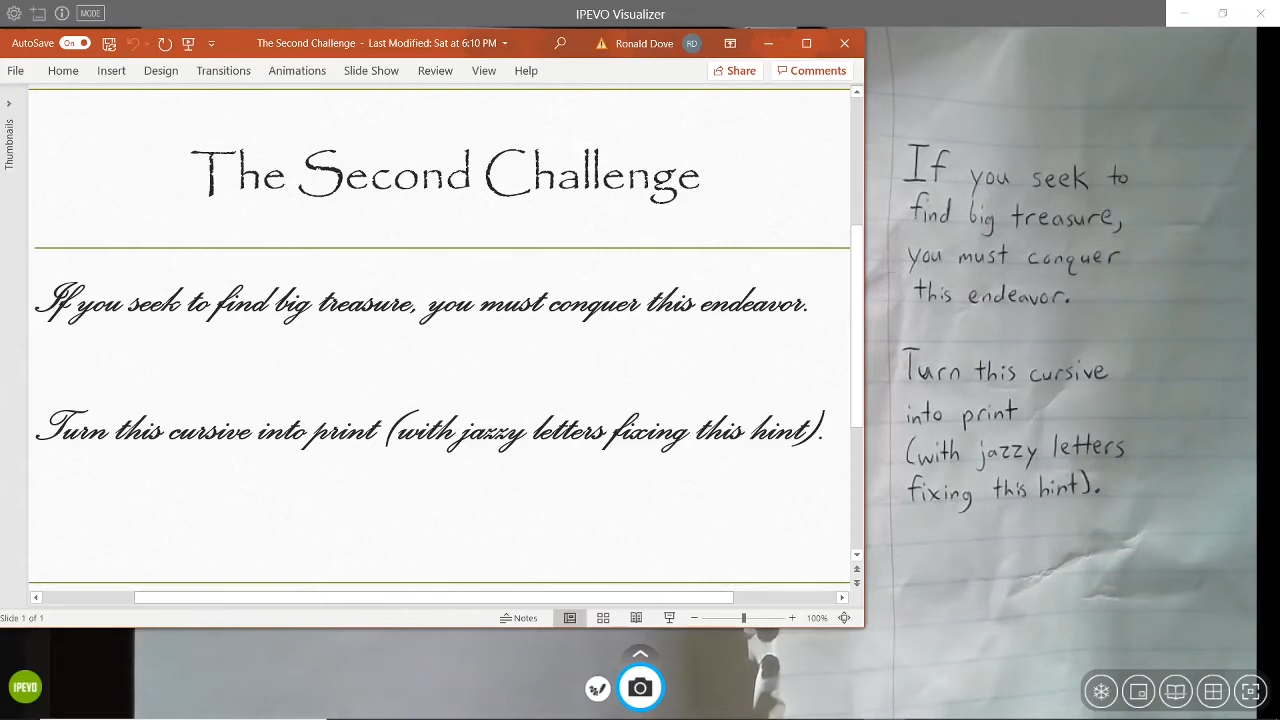 MODE
IPEVO Visualizer
AutoSave On
The Second Challenge - Last Modified: Sat at 6:10 PM
Ronald Dove RD
File Home Insert Design Transitions Animations Slide Show Review View Help
Share Comments
Thumbnails
The Second Challenge
If you seek to find big treasure, you must conquer this endeavor.
Turn this cursive into print (with jazzy letters fixing this hint).
Slide 1 of 1
Notes
100%
If you seek to
find big treasure,
you must conquer
this endeavor.
Turn this cursive
into print
(with jazzy letters
fixing this hint).
IPEVO